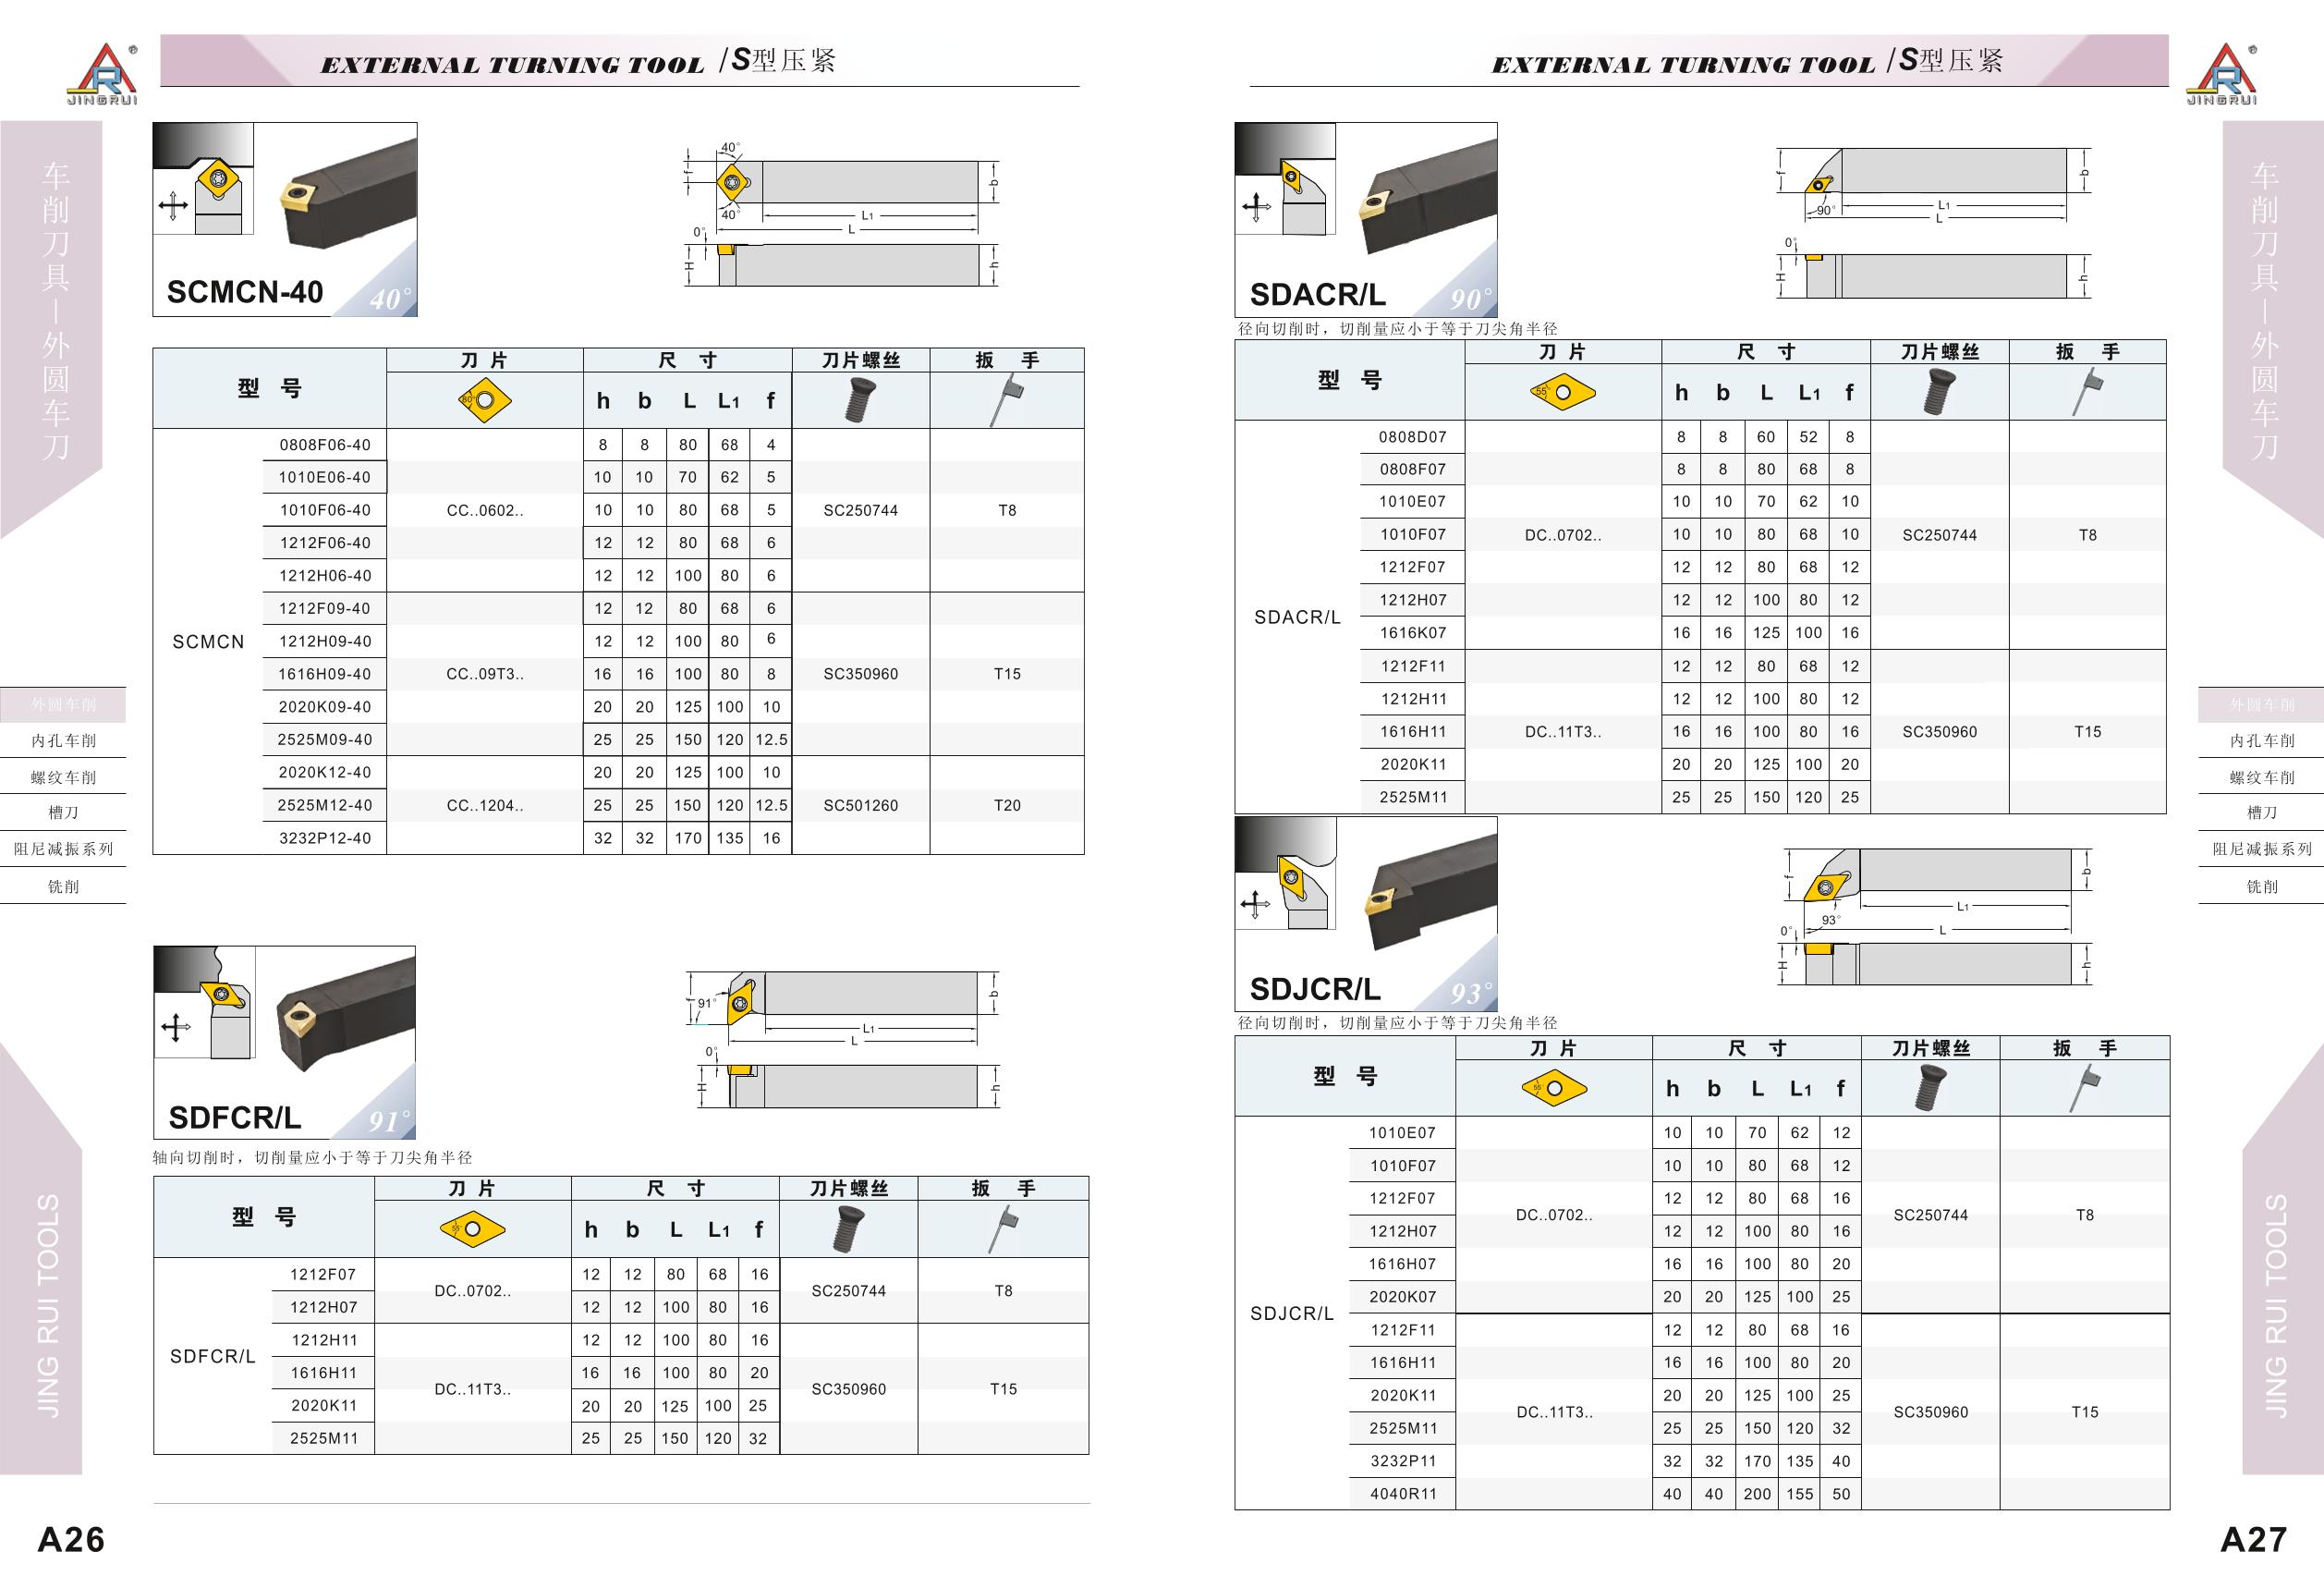 EXTERNAL TURNING TOOL /S型压紧
JINGRUI
®
车削刀具—外圆车刀
外圆车削
内孔车削
螺纹车削
槽刀
阻尼减振系列
铣削
JING RUI TOOLS
SCMCN-40
40°
40° f b 40° L1 L 0° H h
型 号 刀 片 尺 寸 刀片螺丝 扳 手
80° h b L L1 f
SCMCN
0808F06-40 8 8 80 68 4
1010E06-40 10 10 70 62 5
1010F06-40 CC..0602.. 10 10 80 68 5 SC250744 T8
1212F06-40 12 12 80 68 6
1212H06-40 12 12 100 80 6
1212F09-40 12 12 80 68 6
1212H09-40 12 12 100 80 6
1616H09-40 CC..09T3.. 16 16 100 80 8 SC350960 T15
2020K09-40 20 20 125 100 10
2525M09-40 25 25 150 120 12.5
2020K12-40 20 20 125 100 10
2525M12-40 CC..1204.. 25 25 150 120 12.5 SC501260 T20
3232P12-40 32 32 170 135 16
SDFCR/L
91°
f 91° b L1 L 0° H h
轴向切削时，切削量应小于等于刀尖角半径
型 号 刀 片 尺 寸 刀片螺丝 扳 手
55° h b L L1 f
SDFCR/L
1212F07 12 12 80 68 16
DC..0702.. SC250744 T8
1212H07 12 12 100 80 16
1212H11 12 12 100 80 16
1616H11 16 16 100 80 20
DC..11T3.. SC350960 T15
2020K11 20 20 125 100 25
2525M11 25 25 150 120 32
A26
EXTERNAL TURNING TOOL /S型压紧
®
JINGRUI
SDACR/L
90°
f b 90° L1 L 0° H h
径向切削时，切削量应小于等于刀尖角半径
型 号 刀 片 尺 寸 刀片螺丝 扳 手
55° h b L L1 f
SDACR/L
0808D07 8 8 60 52 8
0808F07 8 8 80 68 8
1010E07 10 10 70 62 10
1010F07 DC..0702.. 10 10 80 68 10 SC250744 T8
1212F07 12 12 80 68 12
1212H07 12 12 100 80 12
1616K07 16 16 125 100 16
1212F11 12 12 80 68 12
1212H11 12 12 100 80 12
1616H11 DC..11T3.. 16 16 100 80 16 SC350960 T15
2020K11 20 20 125 100 20
2525M11 25 25 150 120 25
SDJCR/L
93°
f b 93° L1 L 0° H h
径向切削时，切削量应小于等于刀尖角半径
型 号 刀 片 尺 寸 刀片螺丝 扳 手
55° h b L L1 f
SDJCR/L
1010E07 10 10 70 62 12
1010F07 10 10 80 68 12
1212F07 12 12 80 68 16
DC..0702.. SC250744 T8
1212H07 12 12 100 80 16
1616H07 16 16 100 80 20
2020K07 20 20 125 100 25
1212F11 12 12 80 68 16
1616H11 16 16 100 80 20
2020K11 20 20 125 100 25
DC..11T3.. SC350960 T15
2525M11 25 25 150 120 32
3232P11 32 32 170 135 40
4040R11 40 40 200 155 50
车削刀具—外圆车刀
外圆车削
内孔车削
螺纹车削
槽刀
阻尼减振系列
铣削
JING RUI TOOLS
A27